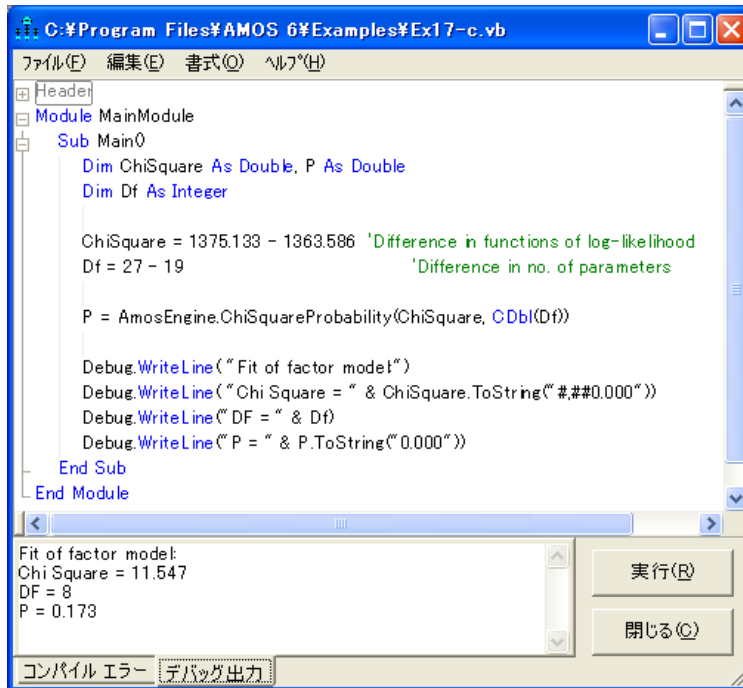 C:¥Program Files¥AMOS 6¥Examples¥Ex17-c.vb
ファイル(F) 編集(E) 書式(O) ヘルプ(H)
Header
Module MainModule
Sub Main()
Dim ChiSquare As Double, P As Double
Dim Df As Integer
ChiSquare = 1375.133 - 1363.586 'Difference in functions of log-likelihood
Df = 27 - 19 'Difference in no. of parameters
P = AmosEngine.ChiSquareProbability(ChiSquare, CDbl(Df))
Debug.WriteLine("Fit of factor model:")
Debug.WriteLine("Chi Square = " & ChiSquare.ToString("#,##0.000"))
Debug.WriteLine("DF = " & Df)
Debug.WriteLine("P = " & P.ToString("0.000"))
End Sub
End Module
Fit of factor model:
Chi Square = 11.547
DF = 8
P = 0.173
実行(R)
閉じる(C)
コンパイル エラー デバッグ出力